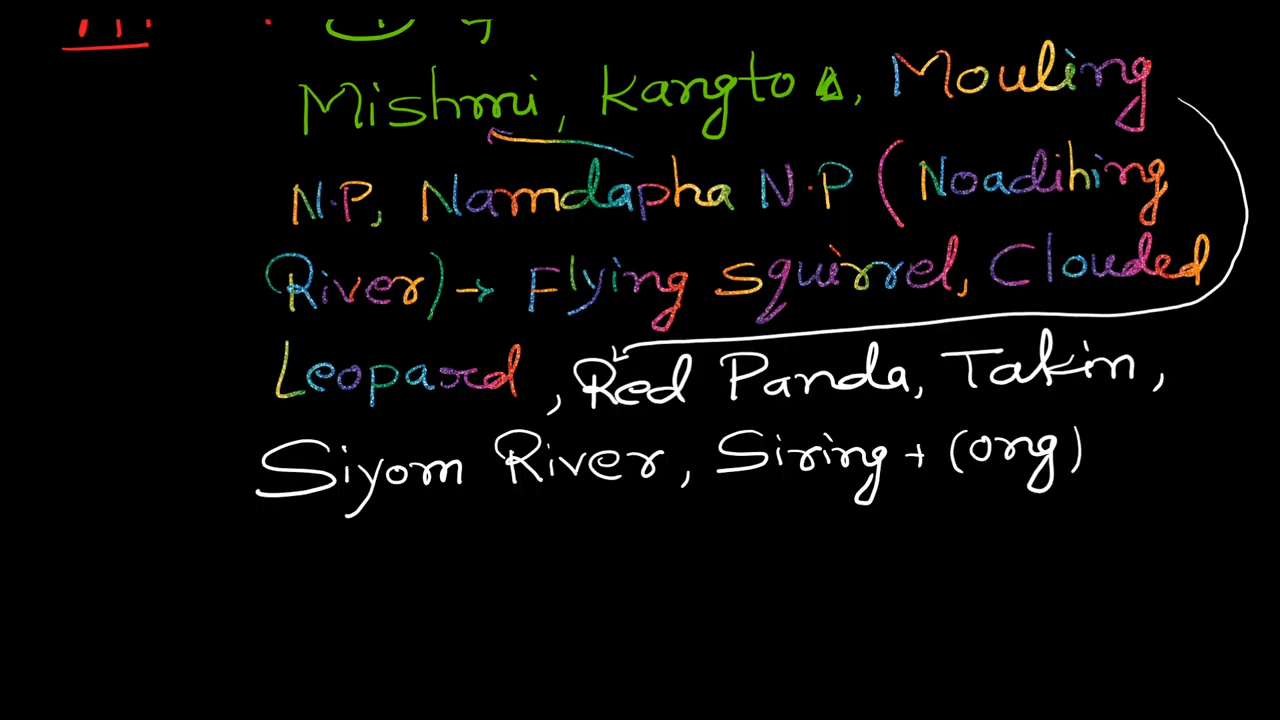 Mishmi, Kangto △, Mouling
N.P, Namdapha N.P (Noadihing
River) → Flying squirrel, Clouded
Leopard, Red Panda, Takin,
Siyom River, Siring + (ong)